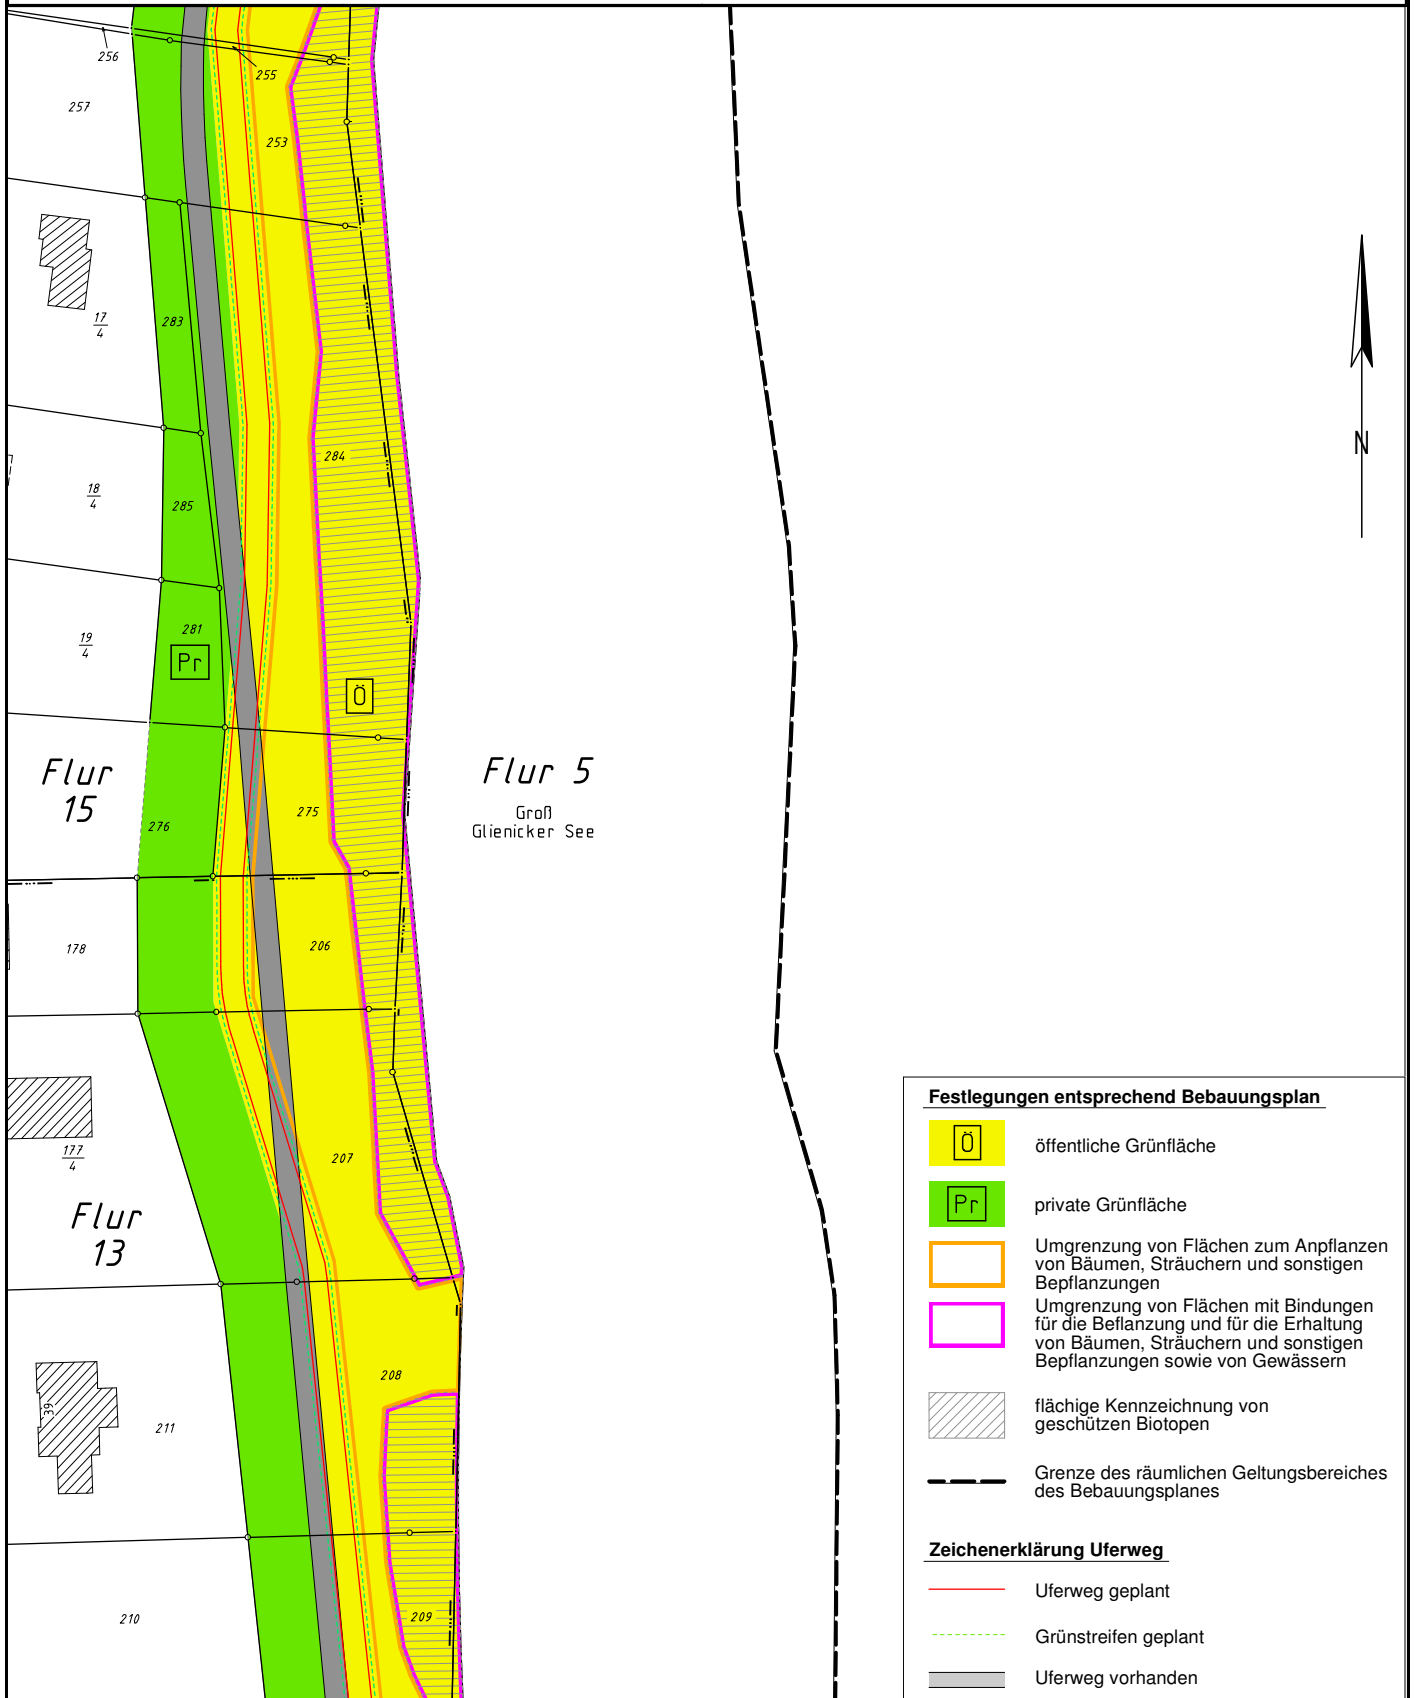 256
255
257
253
17
4
283
284
18
4
285
19
4
281
Pr
Ö
Flur
15
Flur 5
Groß
Glienicker See
275
276
178
206
177
4
207
Flur
13
208
39
211
210
209
N
Festlegungen entsprechend Bebauungsplan
Ö öffentliche Grünfläche
Pr private Grünfläche
Umgrenzung von Flächen zum Anpflanzen
von Bäumen, Sträuchern und sonstigen
Bepflanzungen
Umgrenzung von Flächen mit Bindungen
für die Beflanzung und für die Erhaltung
von Bäumen, Sträuchern und sonstigen
Bepflanzungen sowie von Gewässern
flächige Kennzeichnung von
geschützen Biotopen
Grenze des räumlichen Geltungsbereiches
des Bebauungsplanes
Zeichenerklärung Uferweg
Uferweg geplant
Grünstreifen geplant
Uferweg vorhanden